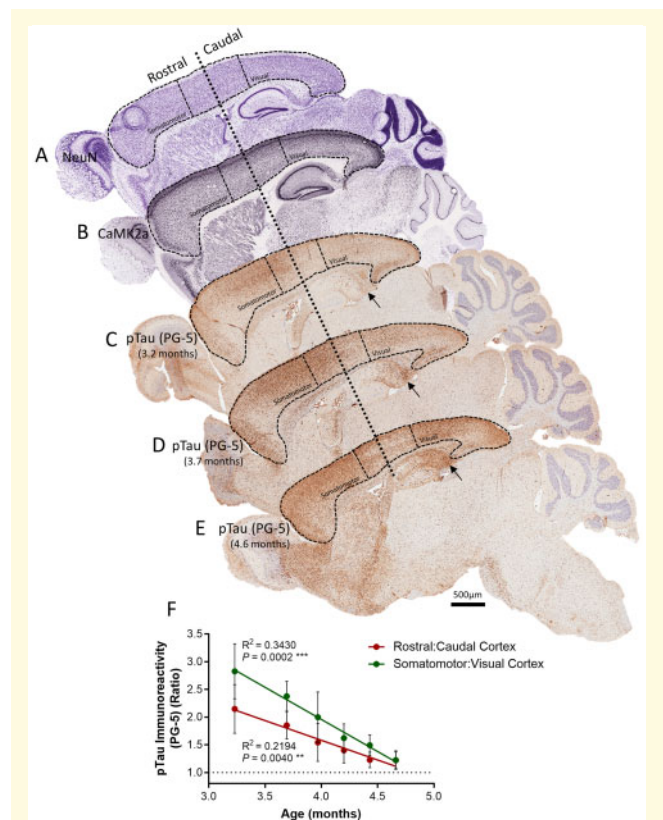 Rostral
Caudal
Somatomotor
Visual
A
NeuN
Somatomotor
Visual
B
CaMK2a
Somatomotor
Visual
C
pTau (PG-5)
(3.2 months)
Somatomotor
Visual
D
pTau (PG-5)
(3.7 months)
Somatomotor
Visual
E
pTau (PG-5)
(4.6 months)
500µm
F
pTau Immunoreactivity
(PG-5) (Ratio)
3.5
3.0
2.5
2.0
1.5
1.0
R² = 0.3430
P = 0.0002 ***
R² = 0.2194
P = 0.0040 **
Rostral:Caudal Cortex
Somatomotor:Visual Cortex
3.0 3.5 4.0 4.5 5.0
Age (months)